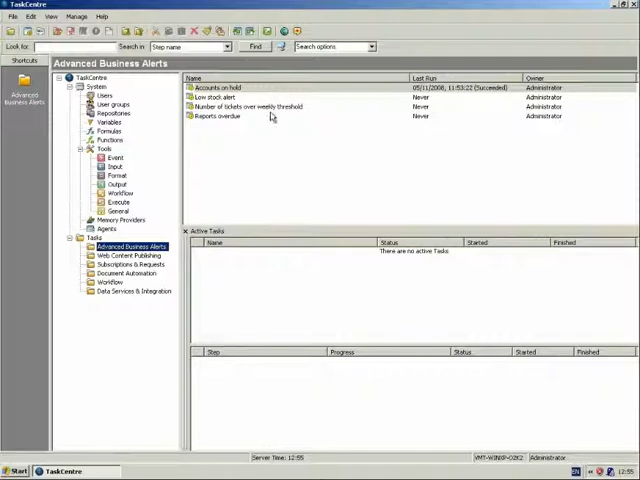 TaskCentre
File Edit View Manage Help
Look for: Search in Step name Find Search options
Shortcuts
Advanced Business Alerts
Advanced
Business Alerts
TaskCentre
System
Users
User groups
Repositories
Variables
Formulas
Functions
Tools
Event
Input
Format
Output
Workflow
Execute
General
Memory Providers
Agents
Tasks
Advanced Business Alerts
Web Content Publishing
Subscriptions & Requests
Document Automation
Workflow
Data Services & Integration
Name Last Run Owner
Accounts on hold 05/11/2008, 11:53:22 (Succeeded) Administrator
Low stock alert Never Administrator
Number of tickets over weekly threshold Never Administrator
Reports overdue Never Administrator
Active Tasks
Name Status Started Finished
There are no active Tasks
Step Progress Status Started Finished
Server Time: 12:55 VMT-WINXP-O2K2 Administrator
Start TaskCentre EN 12:55